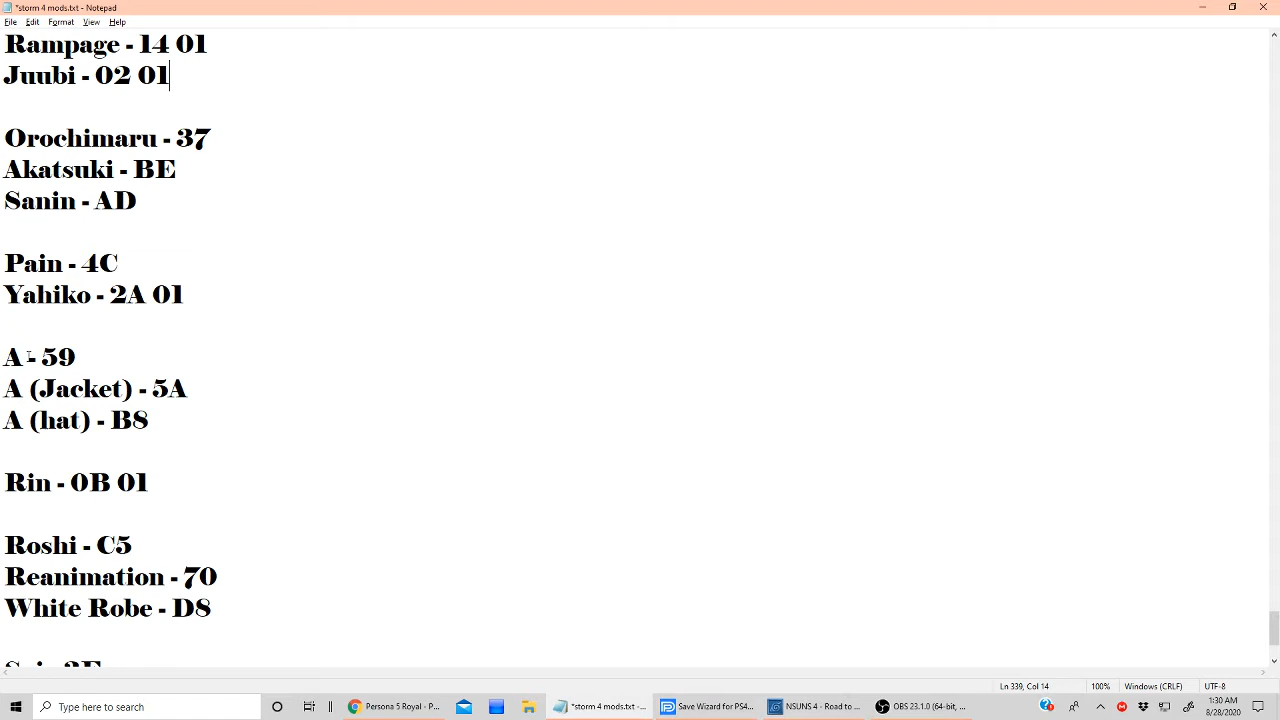 *storm 4 mods.txt - Notepad
File Edit Format View Help
Rampage - 14 01
Juubi - 02 01
Orochimaru - 37
Akatsuki - BE
Sanin - AD
Pain - 4C
Yahiko - 2A 01
A - 59
A (Jacket) - 5A
A (hat) - B8
Rin - 0B 01
Roshi - C5
Reanimation - 70
White Robe - D8
Ln 339, Col 14 100% Windows (CRLF) UTF-8
Type here to search Persona 5 Royal - P... *storm 4 mods.txt -... Save Wizard for PS4... NSUNS 4 - Road to ... OBS 23.1.0 (64-bit, ... 1:30 AM
8/28/2020